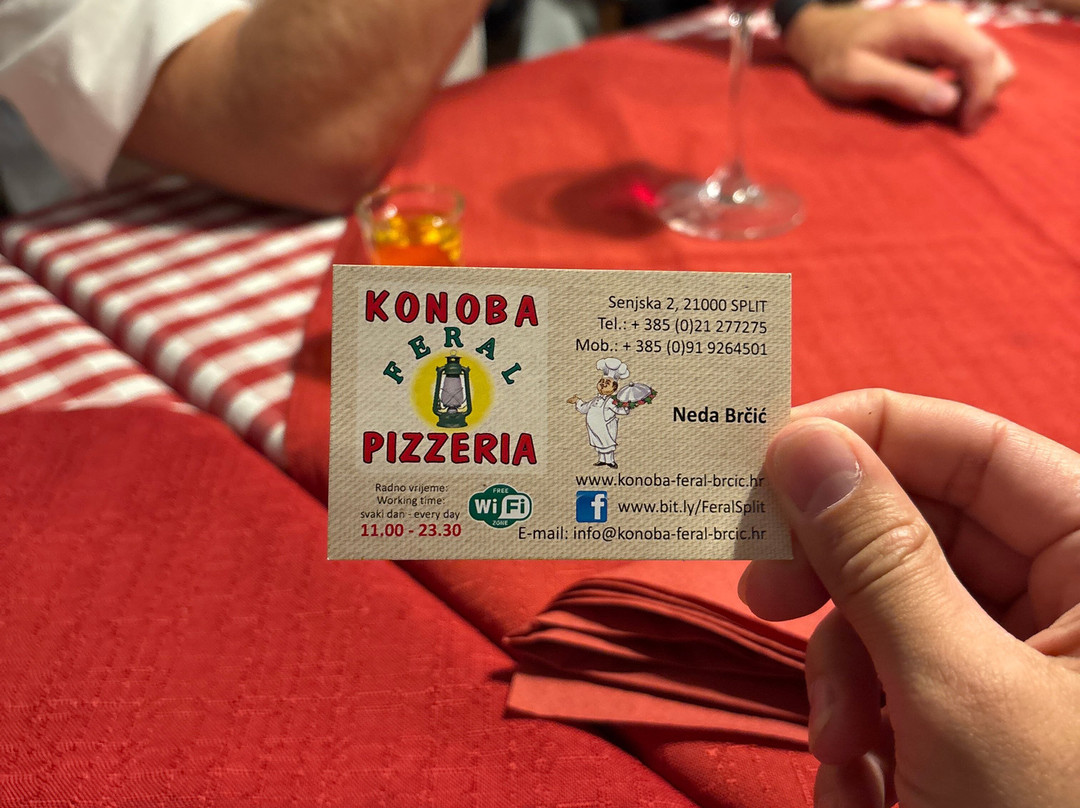 KONOBA
FERAL
PIZZERIA
Radno vrijeme:
Working time:
svaki dan - every day
11,00 - 23.30
FREE
Wi Fi
ZONE
Senjska 2, 21000 SPLIT
Tel.: + 385 (0)21 277275
Mob.: + 385 (0)91 9264501
Neda Brčić
www.konoba-feral-brcic.hr
f
www.bit.ly/FeralSplit
E-mail: info@konoba-feral-brcic.hr